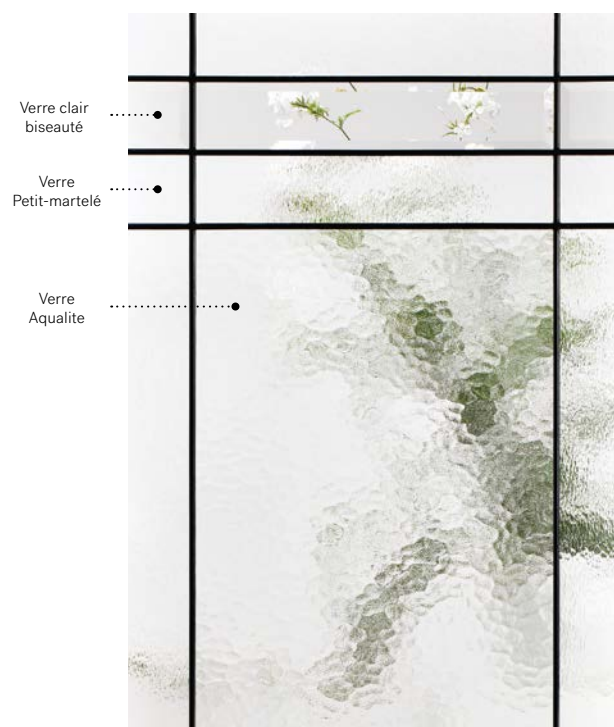 Verre clair
biseauté
Verre
Petit-martelé
Verre
Aqualite